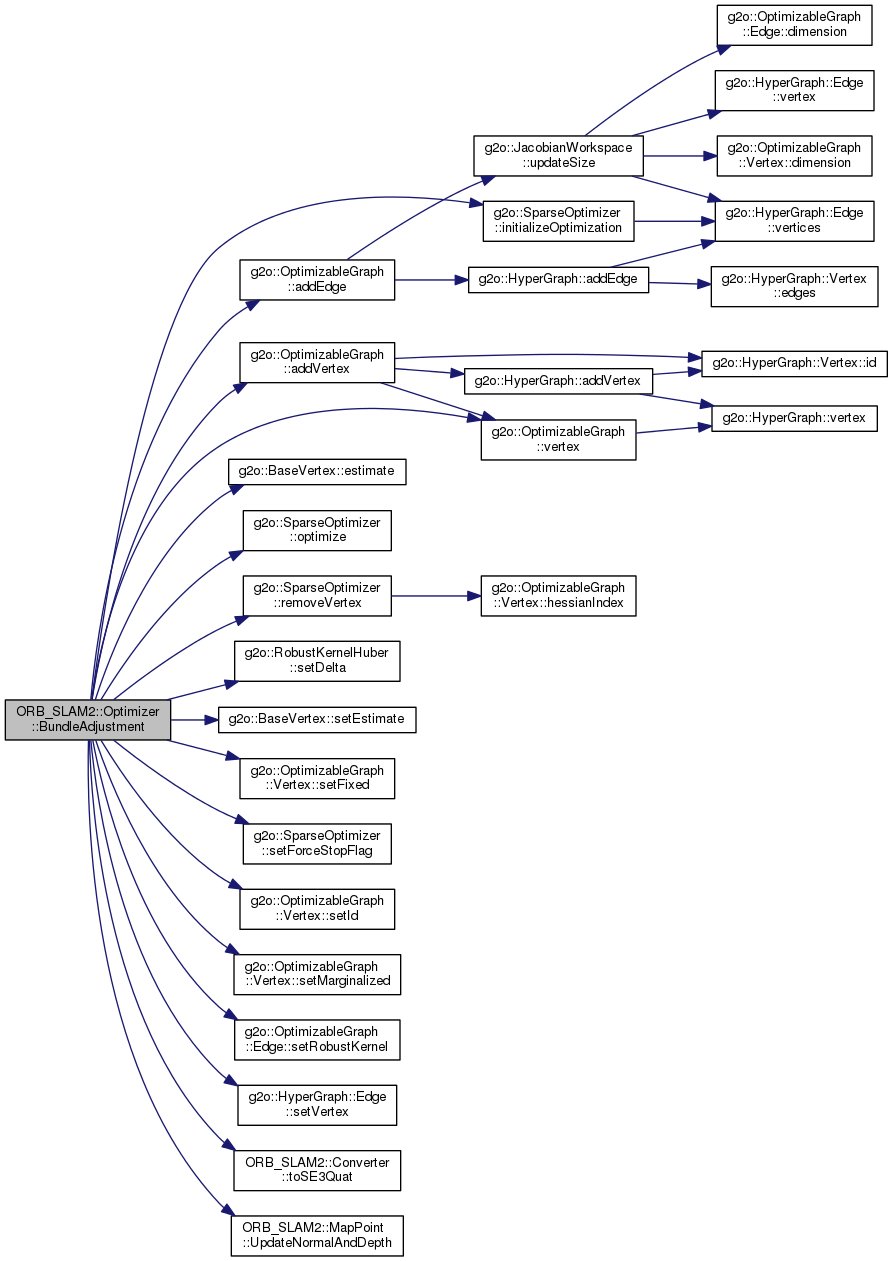 g2o::OptimizableGraph
::Edge::dimension
g2o::HyperGraph::Edge
::vertex
g2o::JacobianWorkspace
::updateSize
g2o::OptimizableGraph
::Vertex::dimension
g2o::SparseOptimizer
::initializeOptimization
g2o::HyperGraph::Edge
::vertices
g2o::OptimizableGraph
::addEdge
g2o::HyperGraph::addEdge
g2o::HyperGraph::Vertex
::edges
g2o::OptimizableGraph
::addVertex
g2o::HyperGraph::addVertex
g2o::HyperGraph::Vertex::id
g2o::OptimizableGraph
::vertex
g2o::HyperGraph::vertex
g2o::BaseVertex::estimate
g2o::SparseOptimizer
::optimize
g2o::SparseOptimizer
::removeVertex
g2o::OptimizableGraph
::Vertex::hessianIndex
g2o::RobustKernelHuber
::setDelta
ORB_SLAM2::Optimizer
::BundleAdjustment
g2o::BaseVertex::setEstimate
g2o::OptimizableGraph
::Vertex::setFixed
g2o::SparseOptimizer
::setForceStopFlag
g2o::OptimizableGraph
::Vertex::setId
g2o::OptimizableGraph
::Vertex::setMarginalized
g2o::OptimizableGraph
::Edge::setRobustKernel
g2o::HyperGraph::Edge
::setVertex
ORB_SLAM2::Converter
::toSE3Quat
ORB_SLAM2::MapPoint
::UpdateNormalAndDepth